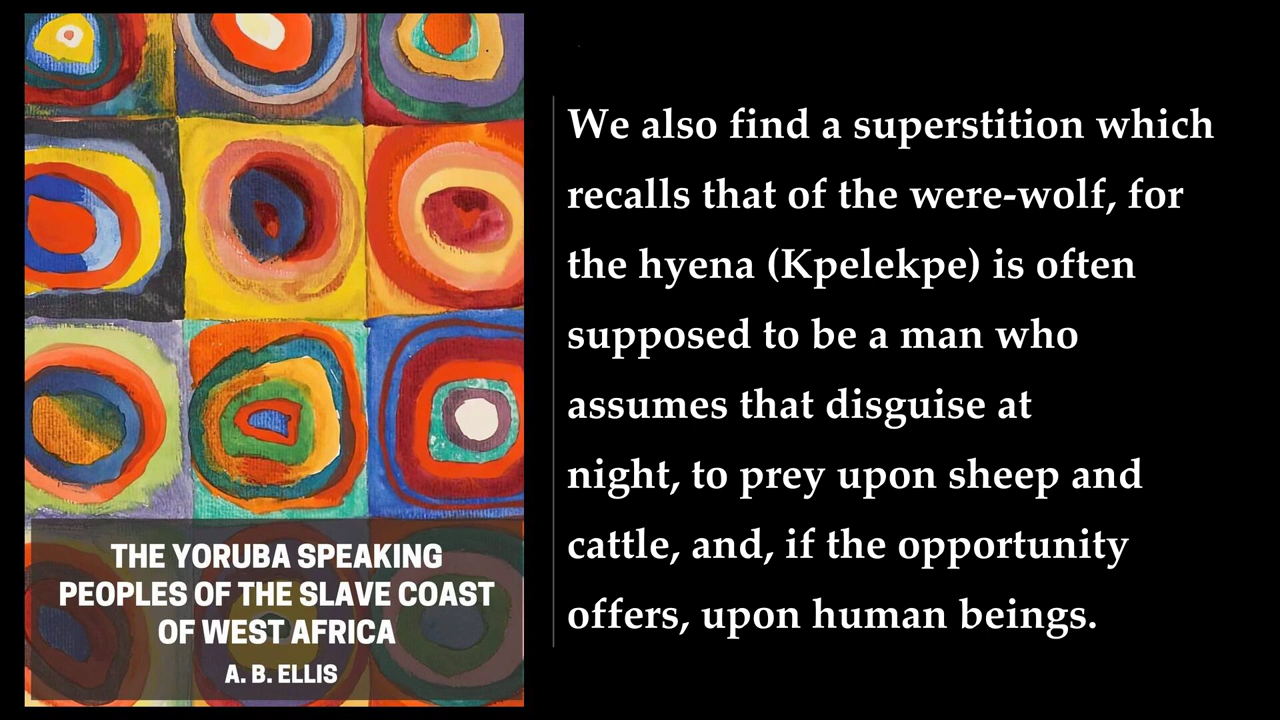 THE YORUBA SPEAKING
PEOPLES OF THE SLAVE COAST
OF WEST AFRICA
A. B. ELLIS
We also find a superstition which
recalls that of the were-wolf, for
the hyena (Kpelekpe) is often
supposed to be a man who
assumes that disguise at
night, to prey upon sheep and
cattle, and, if the opportunity
offers, upon human beings.